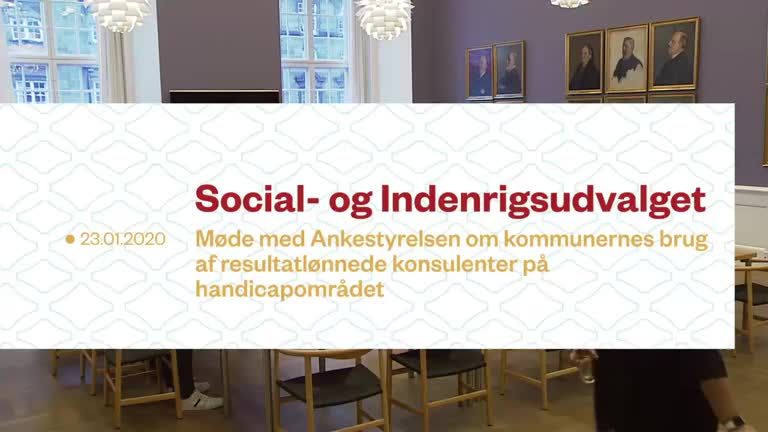 Social- og Indenrigsudvalget
23.01.2020
Møde med Ankestyrelsen om kommunernes brug
af resultatlønnede konsulenter på
handicapområdet